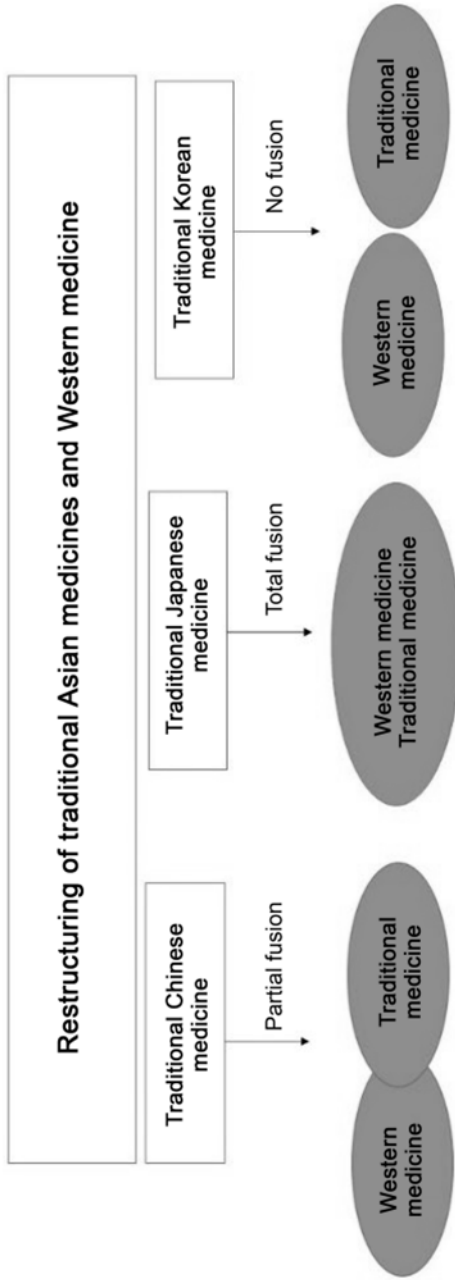 Restructuring of traditional Asian medicines and Western medicine
Traditional Chinese
medicine
Traditional Japanese
medicine
Traditional Korean
medicine
Partial fusion
Total fusion
No fusion
Western
medicine
Traditional
medicine
Western medicine
Traditional medicine
Western
medicine
Traditional
medicine